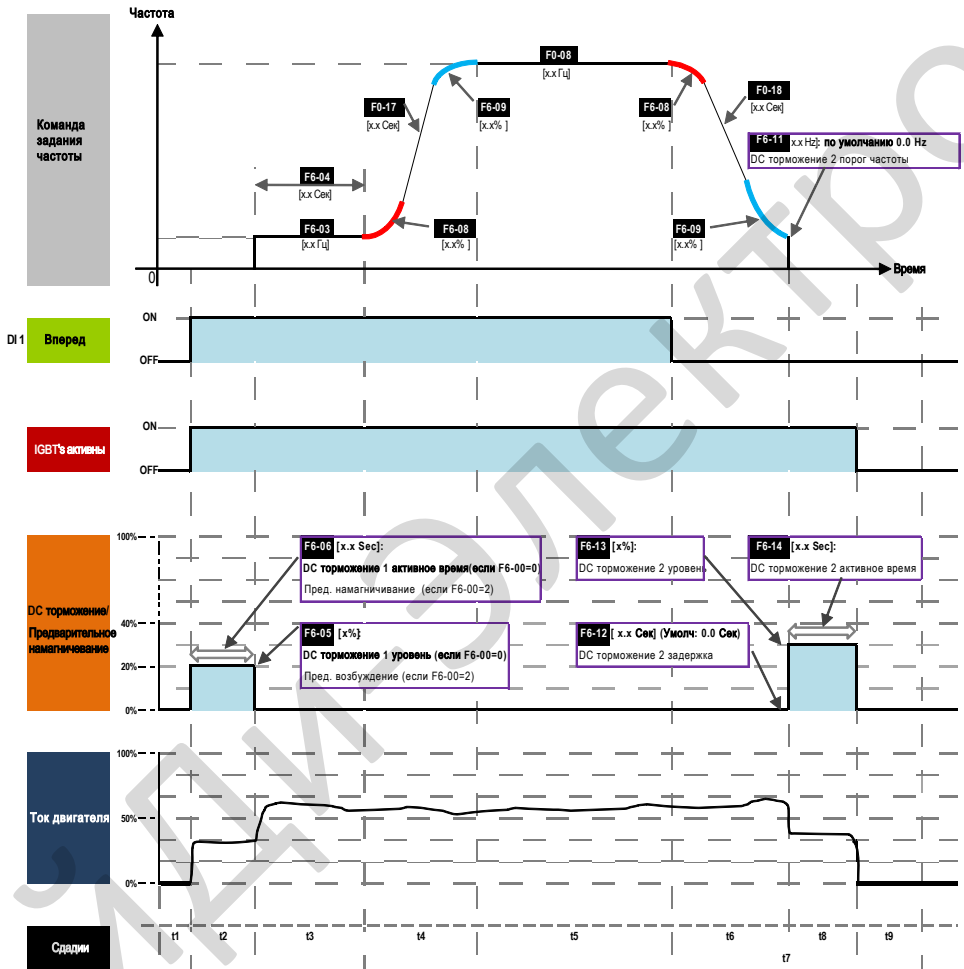 Частота
F0-08
[x.x Гц]
F0-17
[x.x Сек]
F6-09
[x.x% ]
F6-08
[x.x% ]
F0-18
[x.x Сек]
Команда
задания
частоты
F6-11 x.x Hz]: по умолчанию 0.0 Hz
DC торможение 2 порог частоты
F6-04
[x.x Сек]
F6-03
[x.x Гц]
F6-08
[x.x% ]
F6-09
[x.x% ]
0
Время
DI 1
Вперед
ON
OFF
IGBT's активны
ON
OFF
100%
40%
20%
0%
DC торможение/
Предварительное
намагничевание
F6-06 [x.x Sec]:
DC торможение 1 активное время(если F6-00=0)
Пред. намагничивание (если F6-00=2)
F6-13 [x%]:
DC торможение 2 уровень
F6-14 [x.x Sec]:
DC торможение 2 активное время
F6-05 [x%]:
DC торможение 1 уровень (если F6-00=0)
Пред. возбуждение (если F6-00=2)
F6-12 [ x.x Сек] (Умолч: 0.0 Сек)
DC торможение 2 задержка
100%
50%
0%
Ток двигателя
Сдадии
t1
t2
t3
t4
t5
t6
t7
t8
t9
йди-электро